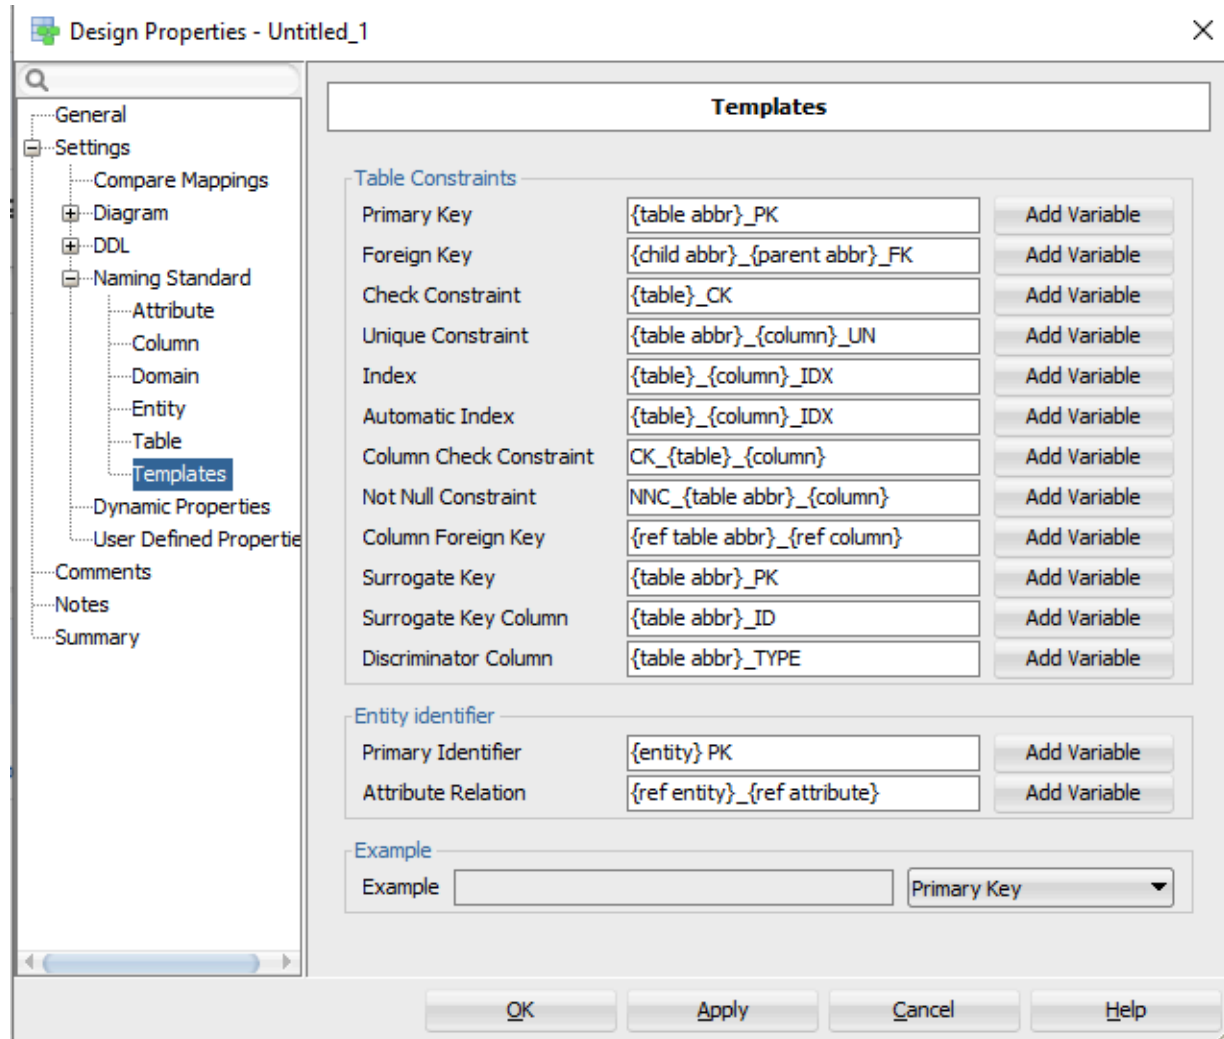 Design Properties - Untitled_1
General
Settings
Compare Mappings
Diagram
DDL
Naming Standard
Attribute
Column
Domain
Entity
Table
Templates
Dynamic Properties
User Defined Propertie
Comments
Notes
Summary
Templates
Table Constraints
Primary Key {table abbr}_PK Add Variable
Foreign Key {child abbr}_{parent abbr}_FK Add Variable
Check Constraint {table}_CK Add Variable
Unique Constraint {table abbr}_{column}_UN Add Variable
Index {table}_{column}_IDX Add Variable
Automatic Index {table}_{column}_IDX Add Variable
Column Check Constraint CK_{table}_{column} Add Variable
Not Null Constraint NNC_{table abbr}_{column} Add Variable
Column Foreign Key {ref table abbr}_{ref column} Add Variable
Surrogate Key {table abbr}_PK Add Variable
Surrogate Key Column {table abbr}_ID Add Variable
Discriminator Column {table abbr}_TYPE Add Variable
Entity identifier
Primary Identifier {entity} PK Add Variable
Attribute Relation {ref entity}_{ref attribute} Add Variable
Example
Example Primary Key
OK Apply Cancel Help